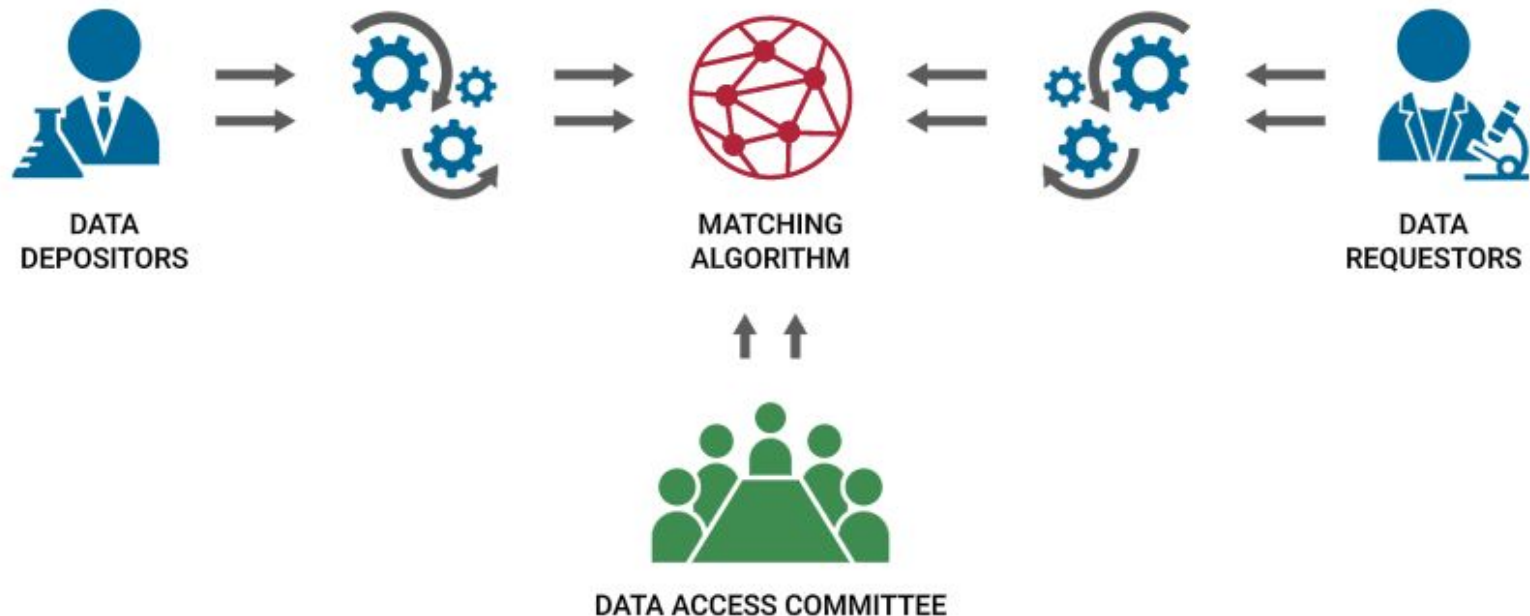 DATA
DEPOSITORS
MATCHING
ALGORITHM
DATA
REQUESTORS
DATA ACCESS COMMITTEE